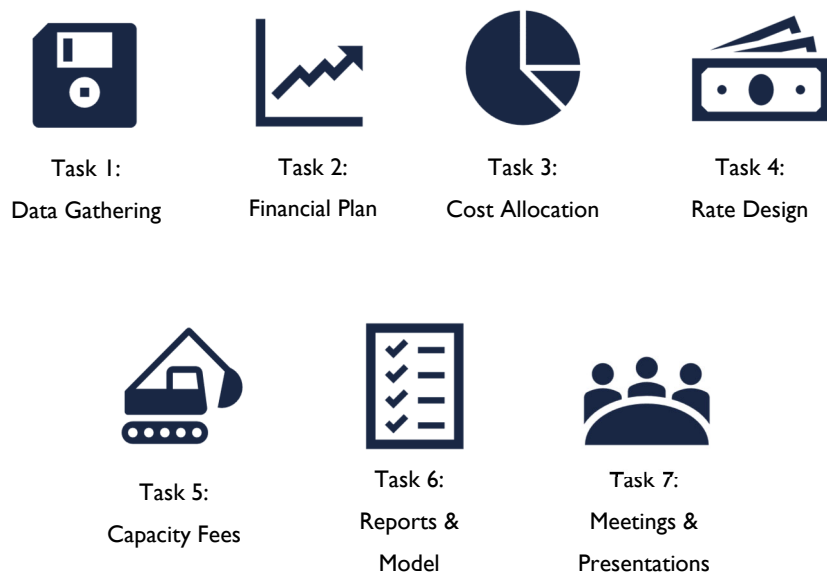 Task 1:
Data Gathering
Task 2:
Financial Plan
Task 3:
Cost Allocation
Task 4:
Rate Design
Task 5:
Capacity Fees
Task 6:
Reports &
Model
Task 7:
Meetings &
Presentations